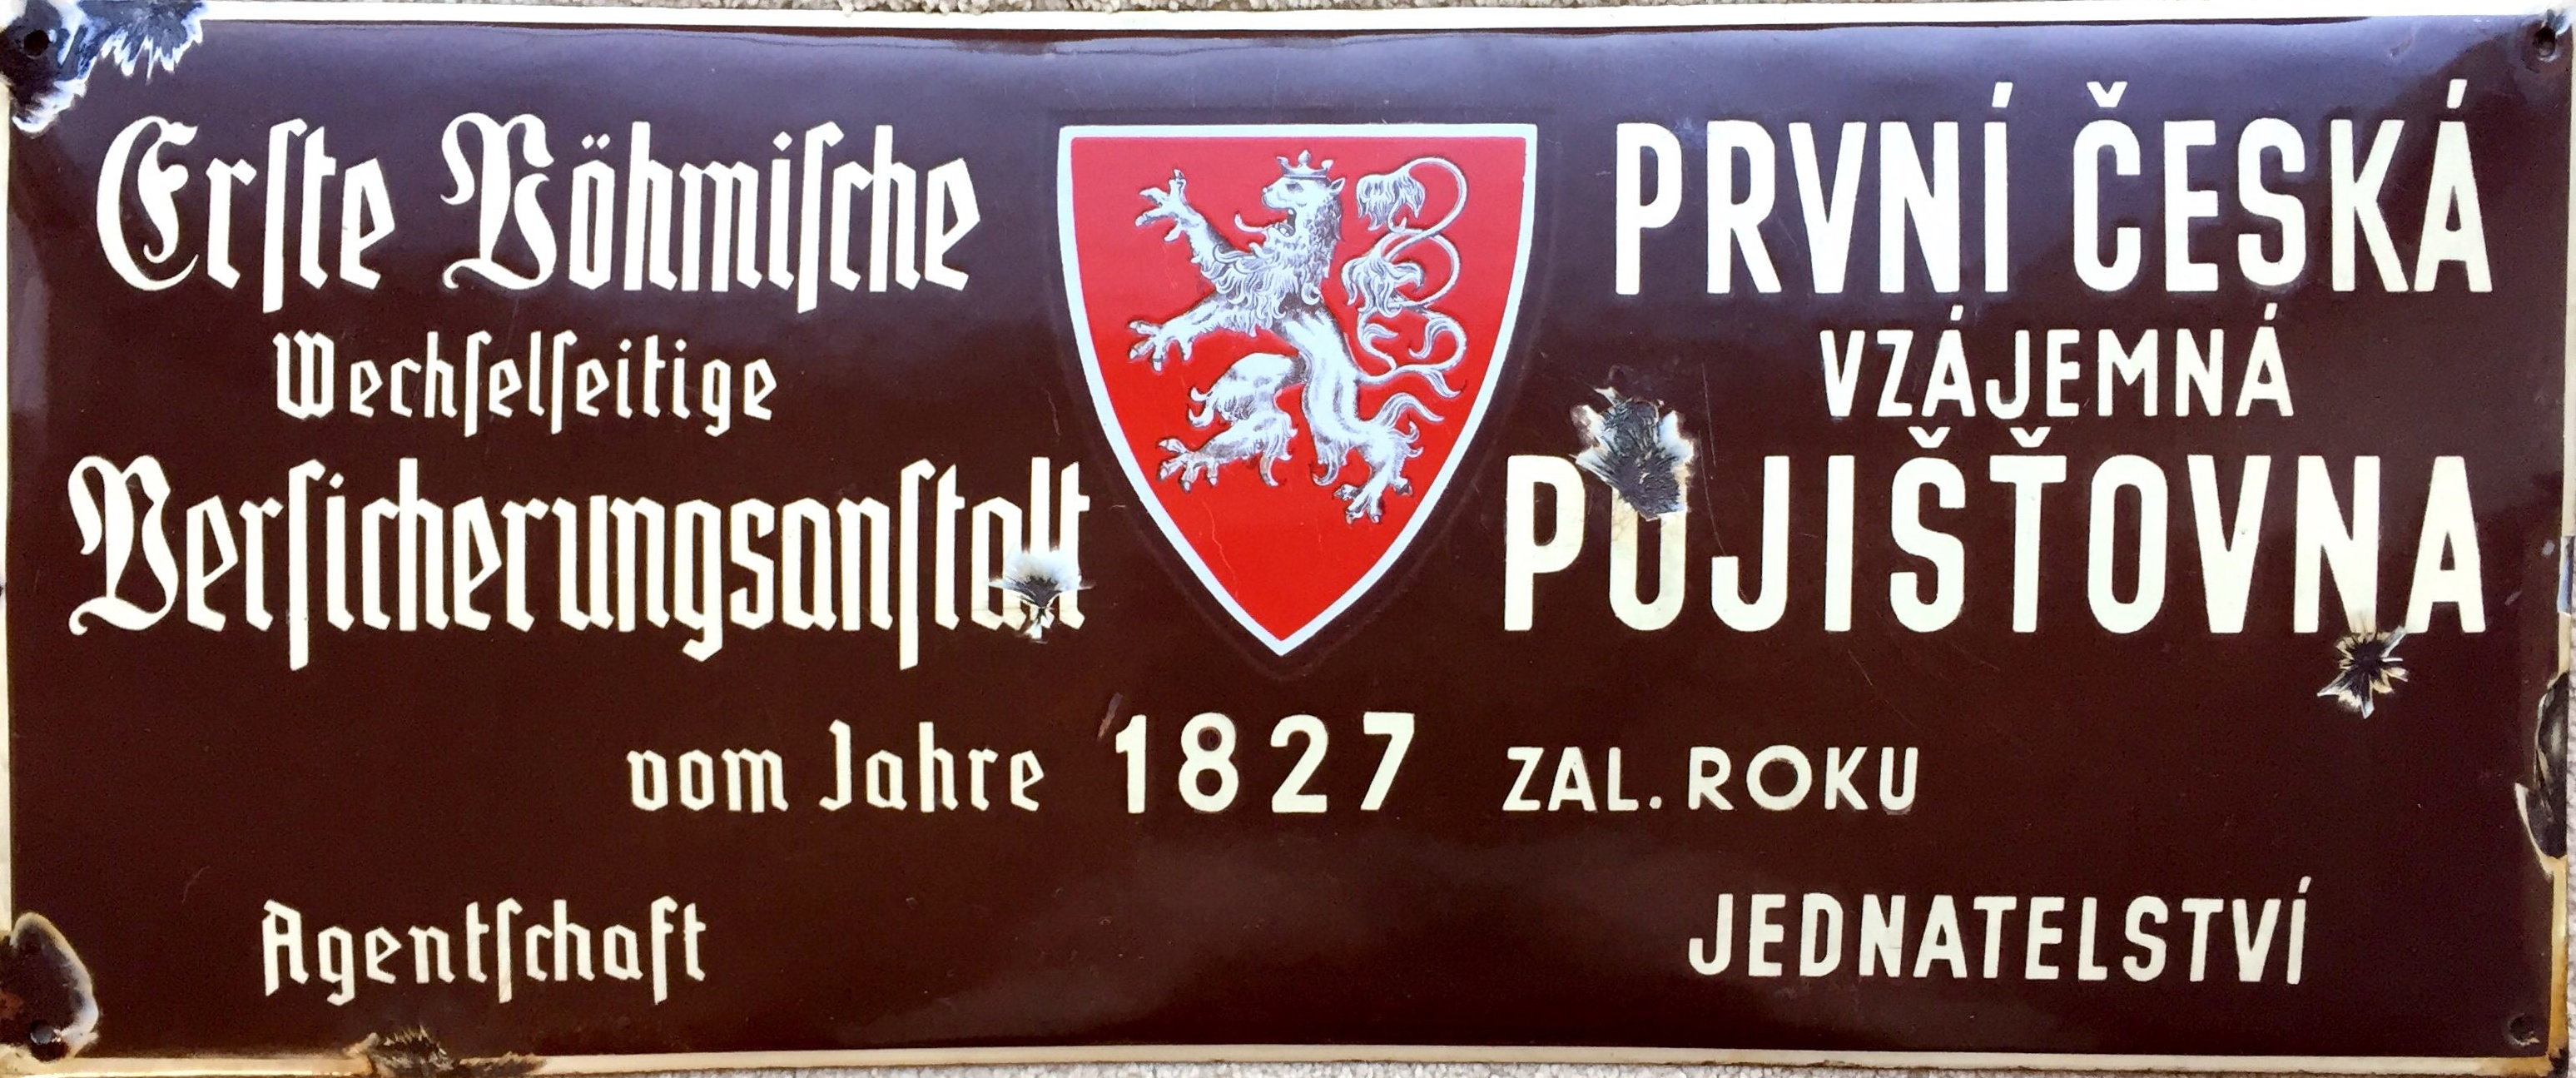 Erſte Böhmiſche
Wechſelſeitige
Verſicherungsanſtalt
PRVNÍ ČESKÁ
VZÁJEMNÁ
POJIŠŤOVNA
vom Jahre 1827 ZAL. ROKU
Agentſchaft
JEDNATELSTVÍ